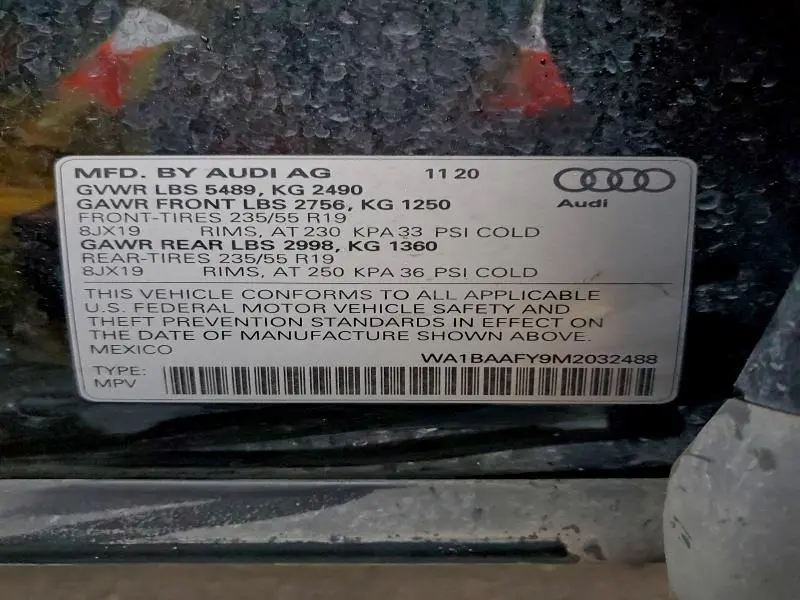 MFD. BY AUDI AG 11 20
GVWR LBS 5489, KG 2490
GAWR FRONT LBS 2756, KG 1250
FRONT-TIRES 235/55 R19
8JX19 RIMS, AT 230 KPA 33 PSI COLD
GAWR REAR LBS 2998, KG 1360
REAR-TIRES 235/55 R19
8JX19 RIMS, AT 250 KPA 36 PSI COLD
Audi
THIS VEHICLE CONFORMS TO ALL APPLICABLE
U.S. FEDERAL MOTOR VEHICLE SAFETY AND
THEFT PREVENTION STANDARDS IN EFFECT ON
THE DATE OF MANUFACTURE SHOWN ABOVE.
MEXICO WA1BAAFY9M2032488
TYPE:
MPV